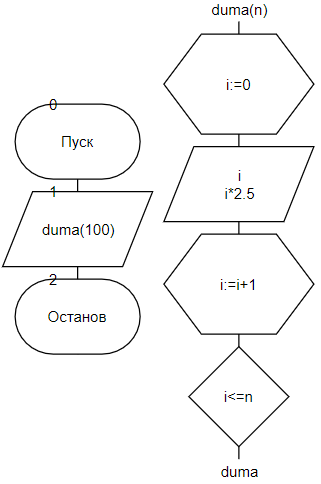 0
Пуск
1
duma(100)
2
Останов
duma(n)
i:=0
i
i*2.5
i:=i+1
i<=n
duma